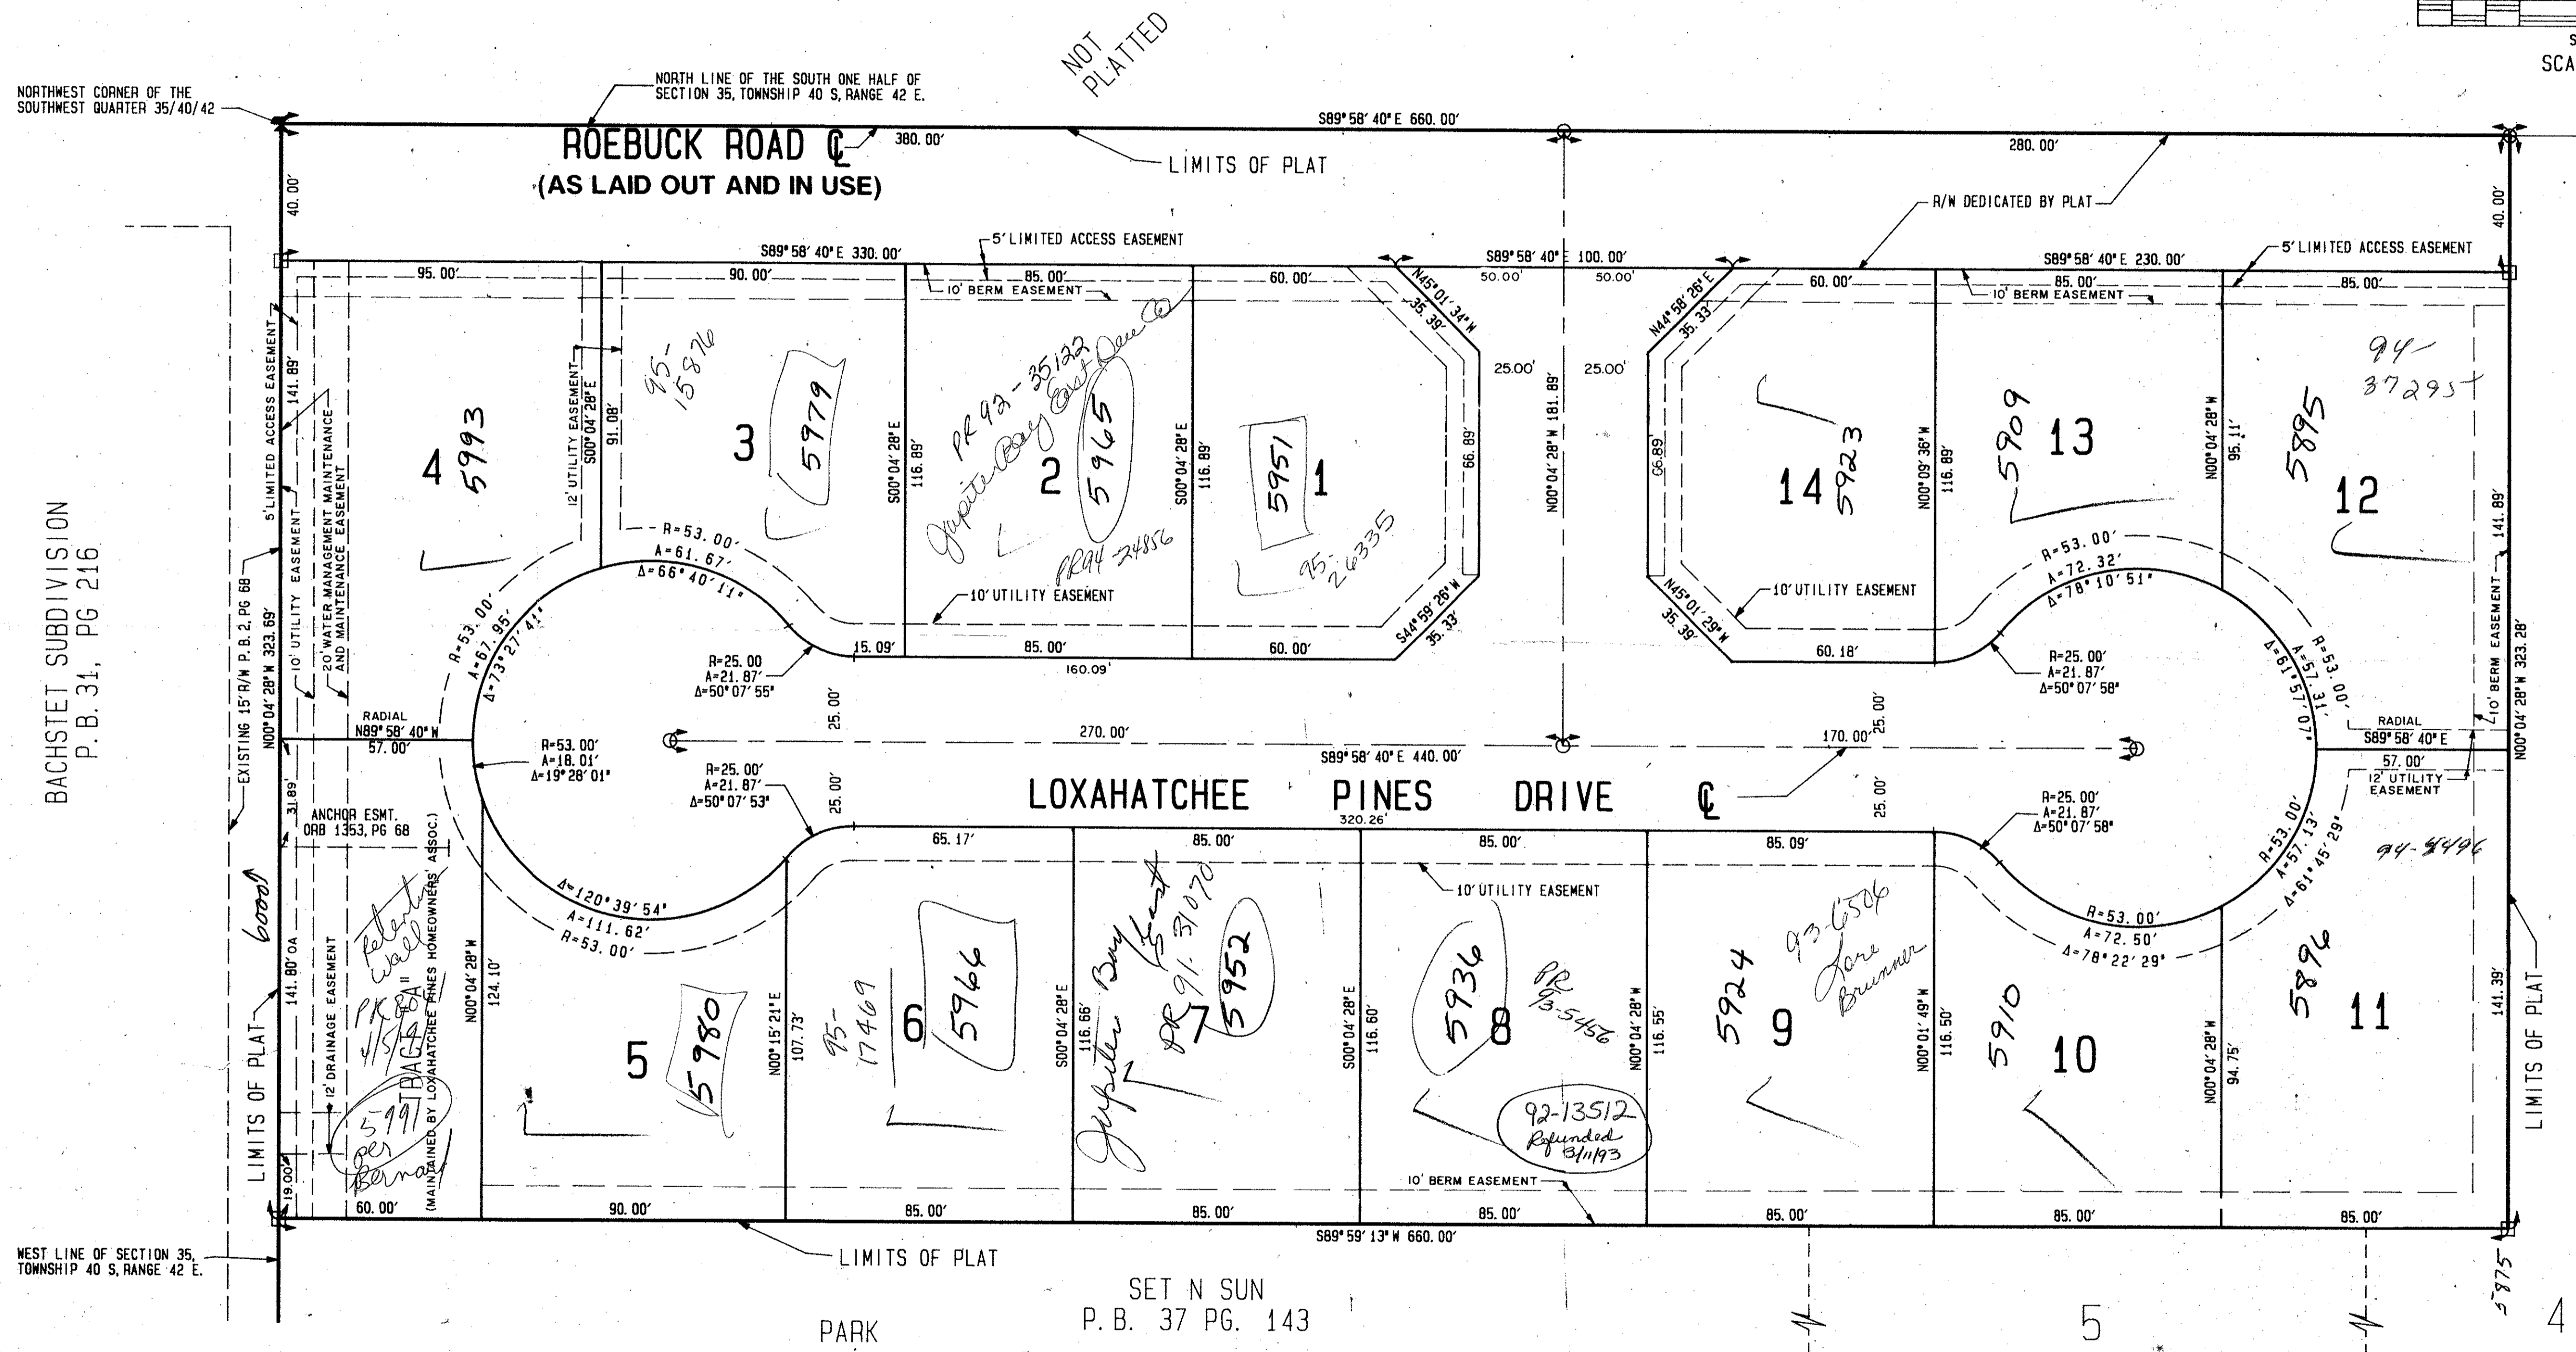 NOT
PLATTED
S
SCA
NORTHWEST CORNER OF THE
SOUTHWEST QUARTER 35/40/42
NORTH LINE OF THE SOUTH ONE HALF OF
SECTION 35, TOWNSHIP 40 S, RANGE 42 E.
S89°58'40"E 660.00'
ROEBUCK ROAD ℄
(AS LAID OUT AND IN USE)
380.00'
LIMITS OF PLAT
280.00'
40.00'
R/W DEDICATED BY PLAT
40.00'
S89°58'40"E 330.00'
5' LIMITED ACCESS EASEMENT
S89°58'40"E 100.00'
S89°58'40"E 230.00'
5' LIMITED ACCESS EASEMENT
95.00'
90.00'
85.00'
60.00'
50.00'
50.00'
60.00'
85.00'
85.00'
10' BERM EASEMENT
10' BERM EASEMENT
N45°01'34"W
35.39'
N44°58'26"E
35.33'
BACHSTET SUBDIVISION
P.B. 31, PG 216
EXISTING 15' R/W P.B. 2, PG 68
N00°04'28"W 323.69'
5' LIMITED ACCESS EASEMENT
141.89'
10' UTILITY EASEMENT
20' WATER MANAGEMENT MAINTENANCE
AND MAINTENANCE EASEMENT
4
5993
12' UTILITY EASEMENT
S00°04'28"E
91.08'
95-
15876
3
5979
S00°04'28"E
116.89'
PR 92-35122
Jupiter Bay East Dev Co
2
5965
PR94-24856
S00°04'28"E
116.89'
5951
1
95-
26335
66.89'
25.00'
25.00'
N00°04'28"W 181.89'
66.89'
14
5923
N00°09'36"W
116.89'
5909
13
N00°04'28"W
95.11'
94-
37295
5895
12
141.89'
10' BERM EASEMENT
N00°04'28"W 323.28'
R=53.00'
A=61.67'
Δ=66°40'11"
R=53.00'
A=67.95'
Δ=73°27'41"
10' UTILITY EASEMENT
S44°59'26"W
35.33'
N45°01'29"W
35.39'
10' UTILITY EASEMENT
R=53.00'
A=72.32'
Δ=78°10'51"
R=53.00'
A=57.31'
Δ=61°57'07"
15.09'
85.00'
60.00'
160.09'
60.18'
R=25.00
A=21.87'
Δ=50°07'55"
R=25.00'
A=21.87'
Δ=50°07'58"
25.00'
25.00'
RADIAL
N89°58'40"W
57.00'
R=53.00'
A=18.01'
Δ=19°28'01"
270.00'
S89°58'40"E 440.00'
170.00'
RADIAL
S89°58'40"E
57.00'
12' UTILITY
EASEMENT
LOXAHATCHEE PINES DRIVE ℄
R=25.00'
A=21.87'
Δ=50°07'53"
25.00'
25.00'
R=25.00'
A=21.87'
Δ=50°07'58"
31.89'
ANCHOR ESMT.
ORB 1353, PG 68
320.26'
65.17'
85.00'
85.00'
85.09'
R=53.00'
A=57.13'
Δ=61°45'29"
Δ=120°39'54"
A=111.62'
R=53.00'
10' UTILITY EASEMENT
R=53.00'
A=72.50'
Δ=78°22'29"
6000
141.80' OA
12' DRAINAGE EASEMENT
19.00'
Wall
TRACT "A"
(MAINTAINED BY LOXAHATCHEE PINES HOMEOWNERS' ASSOC.)
5991
per
N00°04'28"W
124.10'
5
5980
N00°15'21"E
107.73'
95-
17469
6
5966
S00°04'28"E
116.66'
Jupiter Bay East
PR 91-31070
7
5952
S00°04'28"E
116.60'
5936
8
PR
93-5456
92-13512
Refunded
3/11/93
N00°04'28"W
116.55'
5924
9
93-6506
Lore
Brunner
N00°01'49"W
116.50'
5910
10
N00°04'28"W
94.75'
5896
11
141.39'
LIMITS OF PLAT
LIMITS OF PLAT
10' BERM EASEMENT
60.00'
90.00'
85.00'
85.00'
85.00'
85.00'
85.00'
85.00'
S89°59'13"W 660.00'
WEST LINE OF SECTION 35,
TOWNSHIP 40 S, RANGE 42 E.
LIMITS OF PLAT
SET N SUN
P.B. 37 PG. 143
PARK
5875
5
4